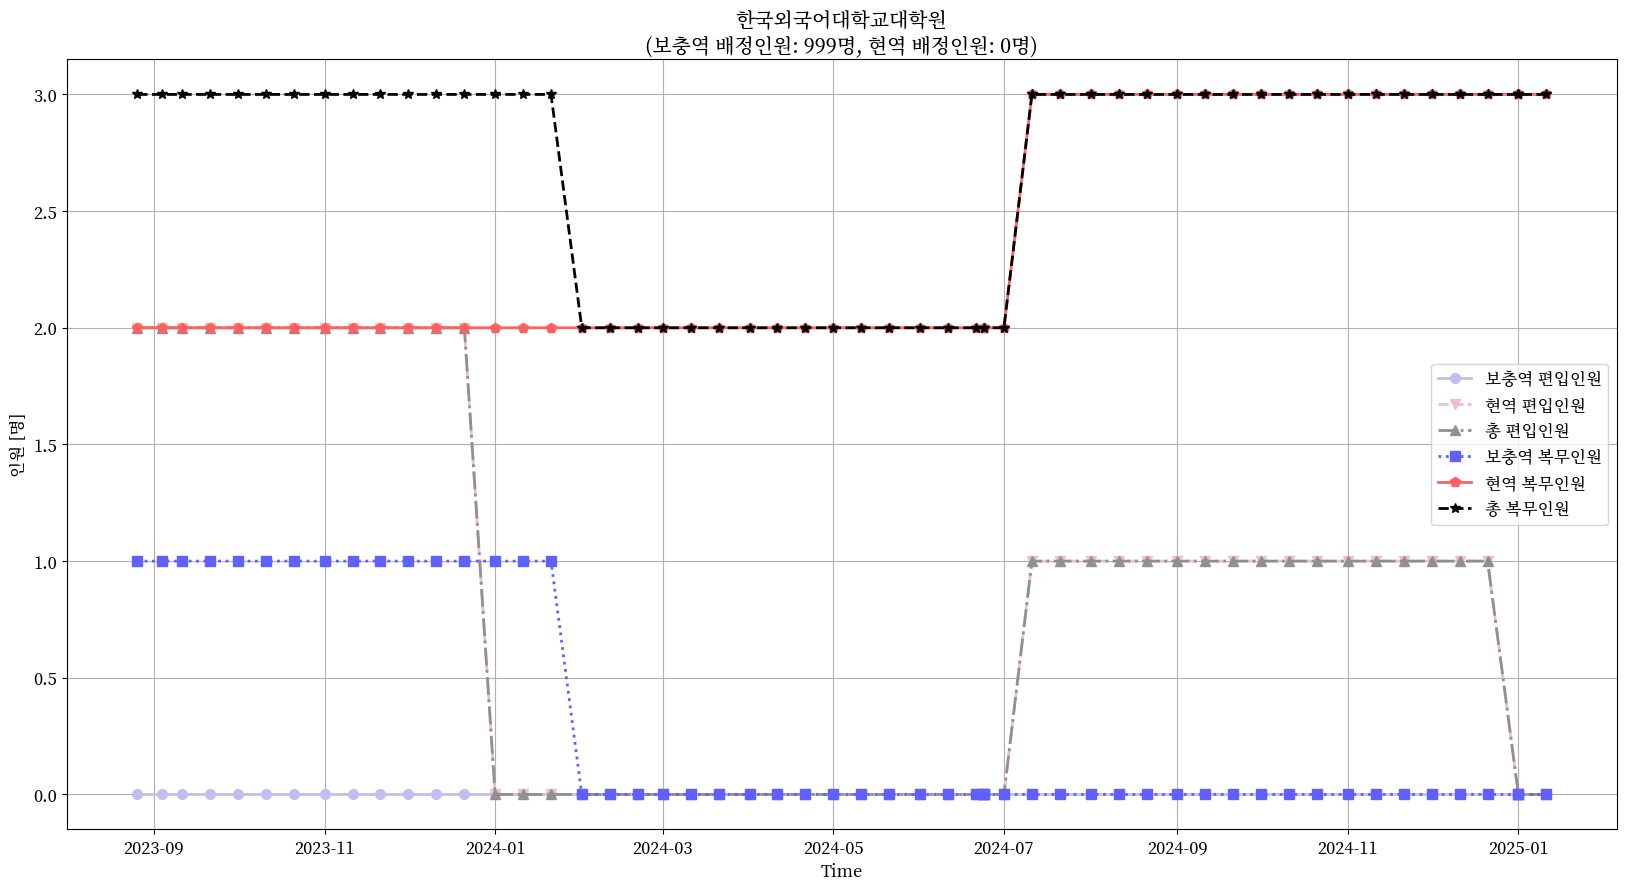 한국외국어대학교대학원
(보충역 배정인원: 999명, 현역 배정인원: 0명)
3.0
2.5
2.0
1.5
1.0
0.5
0.0
인원 [명]
보충역 편입인원
현역 편입인원
총 편입인원
보충역 복무인원
현역 복무인원
총 복무인원
2023-09 2023-11 2024-01 2024-03 2024-05 2024-07 2024-09 2024-11 2025-01
Time